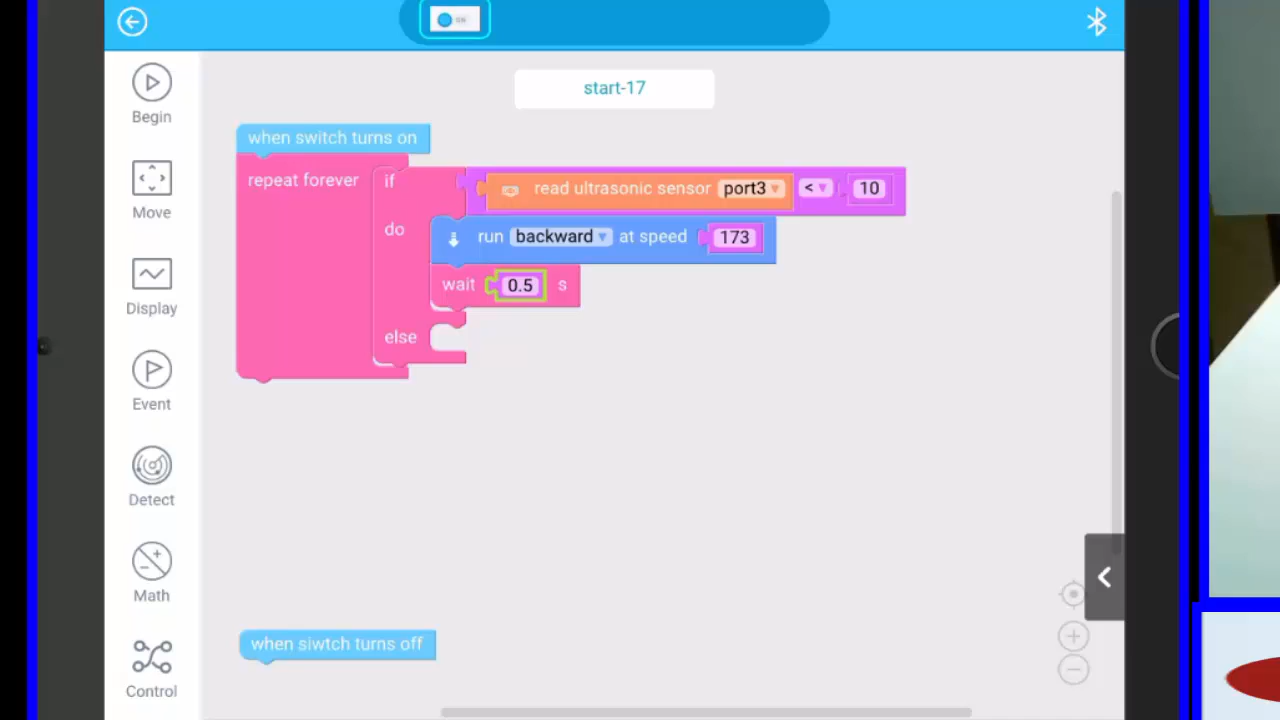 ON
start-17
Begin
Move
Display
Event
Detect
Math
Control
when switch turns on
repeat forever
if
read ultrasonic sensor port3 < 10
do
run backward at speed 173
wait 0.5 s
else
when siwtch turns off